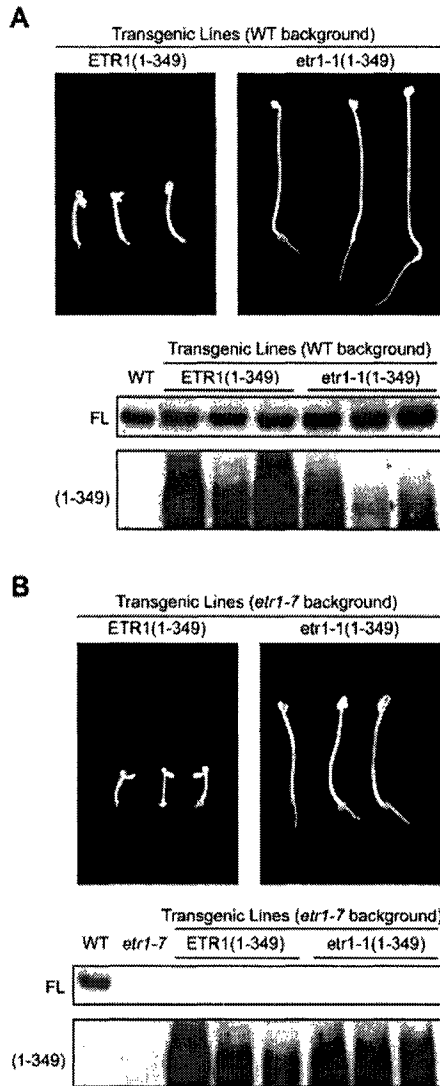 A
Transgenic Lines (WT background)
ETR1(1-349) etr1-1(1-349)
Transgenic Lines (WT background)
WT ETR1(1-349) etr1-1(1-349)
FL
(1-349)
B
Transgenic Lines (etr1-7 background)
ETR1(1-349) etr1-1(1-349)
Transgenic Lines (etr1-7 background)
WT etr1-7 ETR1(1-349) etr1-1(1-349)
FL
(1-349)